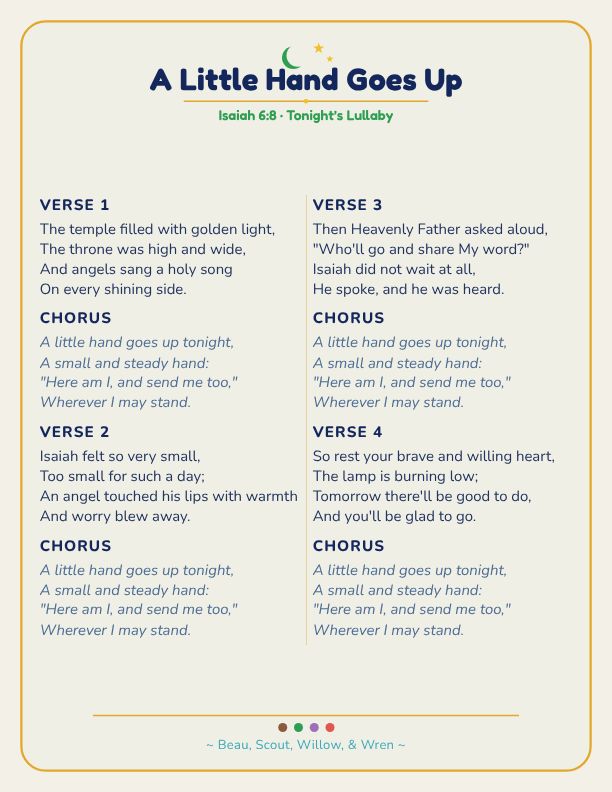 A Little Hand Goes Up
Isaiah 6:8 · Tonight's Lullaby
VERSE 1
The temple filled with golden light,
The throne was high and wide,
And angels sang a holy song
On every shining side.
CHORUS
A little hand goes up tonight,
A small and steady hand:
"Here am I, and send me too,"
Wherever I may stand.
VERSE 2
Isaiah felt so very small,
Too small for such a day;
An angel touched his lips with warmth
And worry blew away.
CHORUS
A little hand goes up tonight,
A small and steady hand:
"Here am I, and send me too,"
Wherever I may stand.
VERSE 3
Then Heavenly Father asked aloud,
"Who'll go and share My word?"
Isaiah did not wait at all,
He spoke, and he was heard.
CHORUS
A little hand goes up tonight,
A small and steady hand:
"Here am I, and send me too,"
Wherever I may stand.
VERSE 4
So rest your brave and willing heart,
The lamp is burning low;
Tomorrow there'll be good to do,
And you'll be glad to go.
CHORUS
A little hand goes up tonight,
A small and steady hand:
"Here am I, and send me too,"
Wherever I may stand.
~ Beau, Scout, Willow, & Wren ~